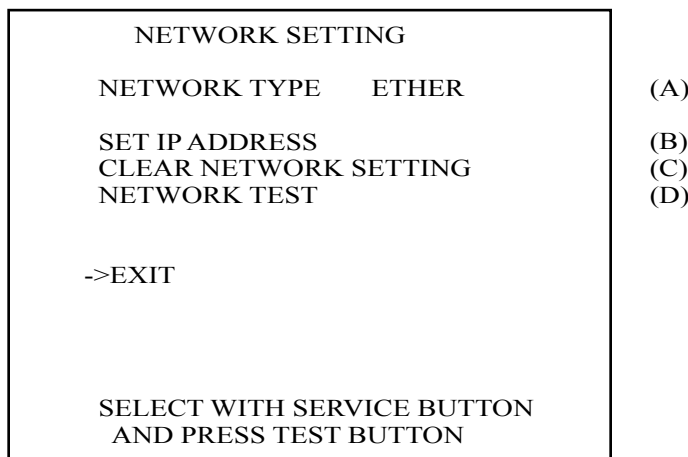 NETWORK SETTING
NETWORK TYPE ETHER (A)
SET IP ADDRESS (B)
CLEAR NETWORK SETTING (C)
NETWORK TEST (D)
->EXIT
SELECT WITH SERVICE BUTTON
AND PRESS TEST BUTTON